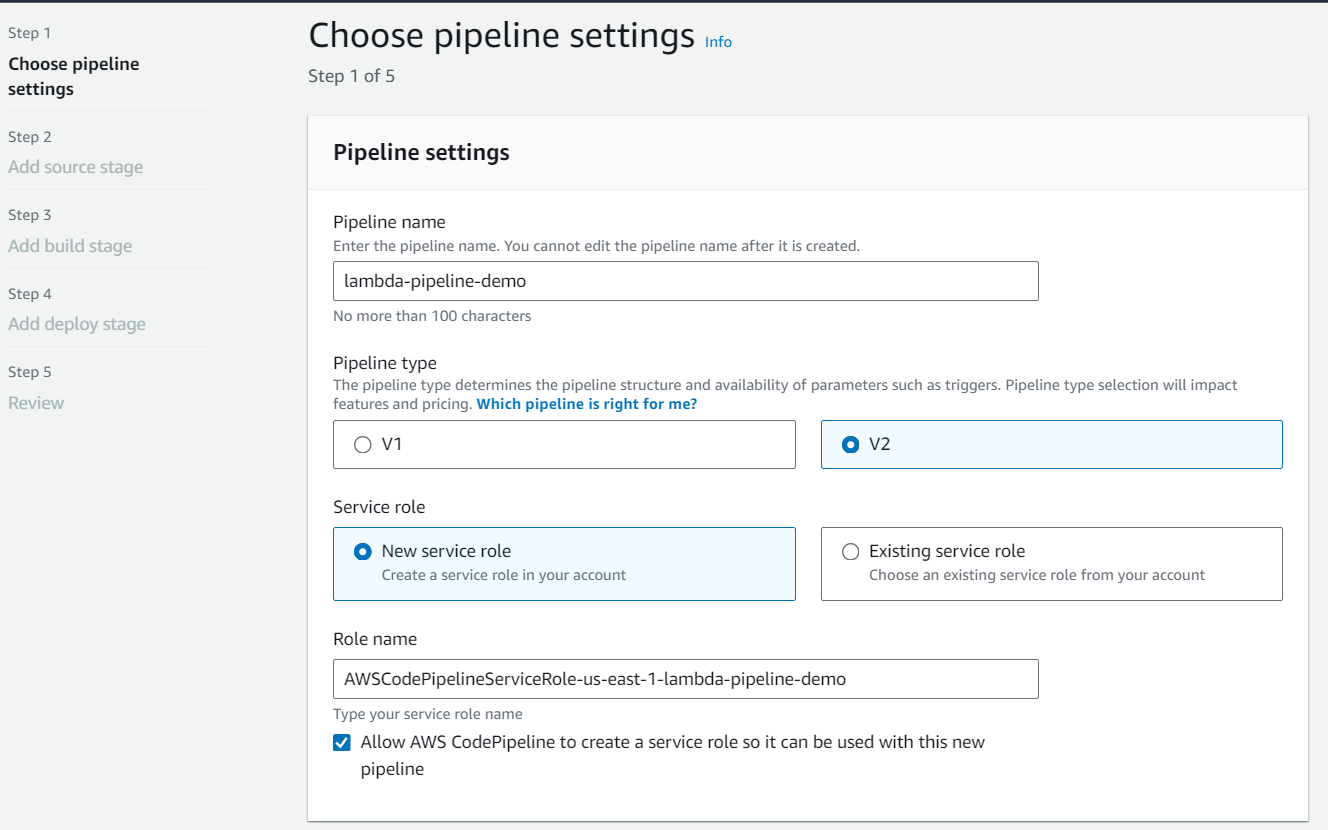 Step 1
Choose pipeline
settings
Step 2
Add source stage
Step 3
Add build stage
Step 4
Add deploy stage
Step 5
Review
Choose pipeline settings Info
Step 1 of 5
Pipeline settings
Pipeline name
Enter the pipeline name. You cannot edit the pipeline name after it is created.
lambda-pipeline-demo
No more than 100 characters
Pipeline type
The pipeline type determines the pipeline structure and availability of parameters such as triggers. Pipeline type selection will impact
features and pricing. Which pipeline is right for me?
V1
V2
Service role
New service role
Create a service role in your account
Existing service role
Choose an existing service role from your account
Role name
AWSCodePipelineServiceRole-us-east-1-lambda-pipeline-demo
Type your service role name
Allow AWS CodePipeline to create a service role so it can be used with this new
pipeline